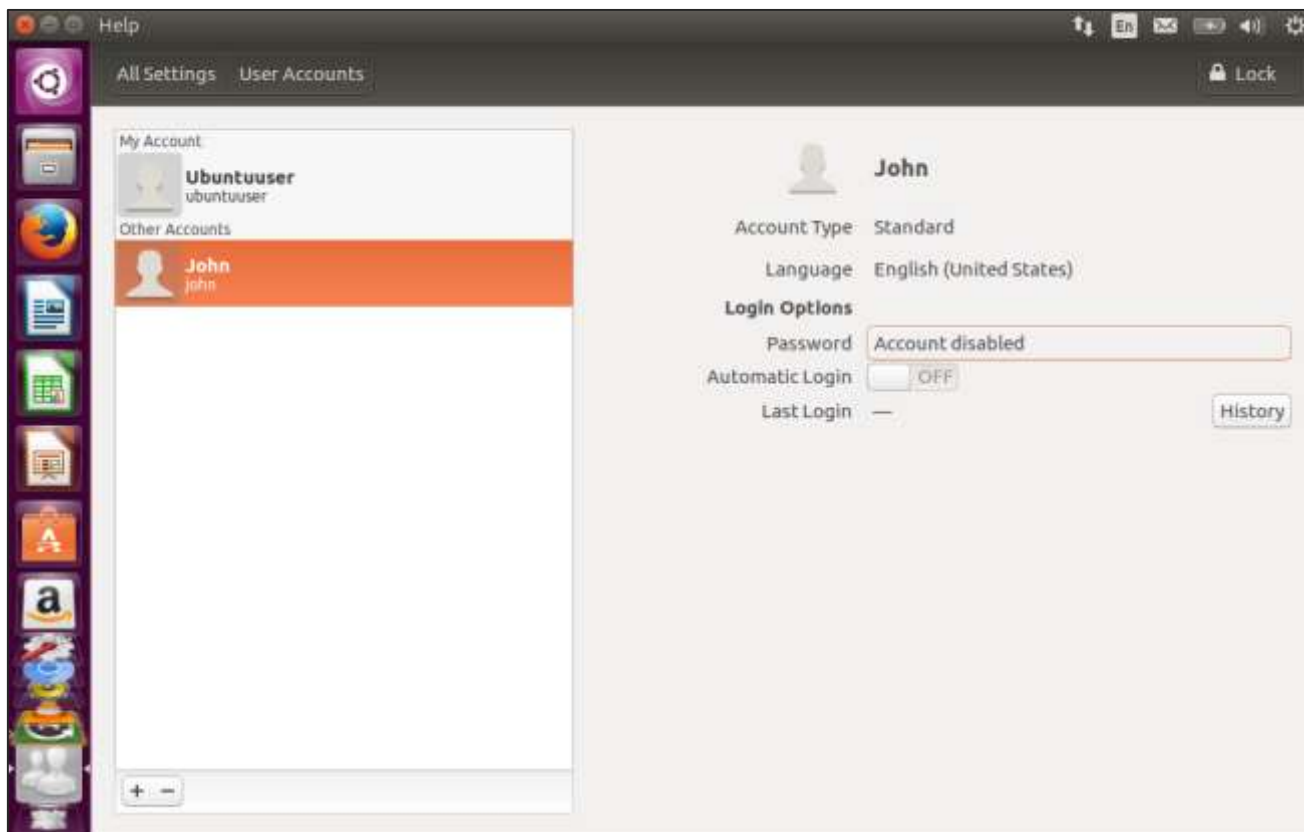 Help
En
All Settings User Accounts
Lock
My Account
Ubuntuuser
ubuntuuser
Other Accounts
John
john
+ −
John
Account Type Standard
Language English (United States)
Login Options
Password Account disabled
Automatic Login OFF
Last Login —
History
a